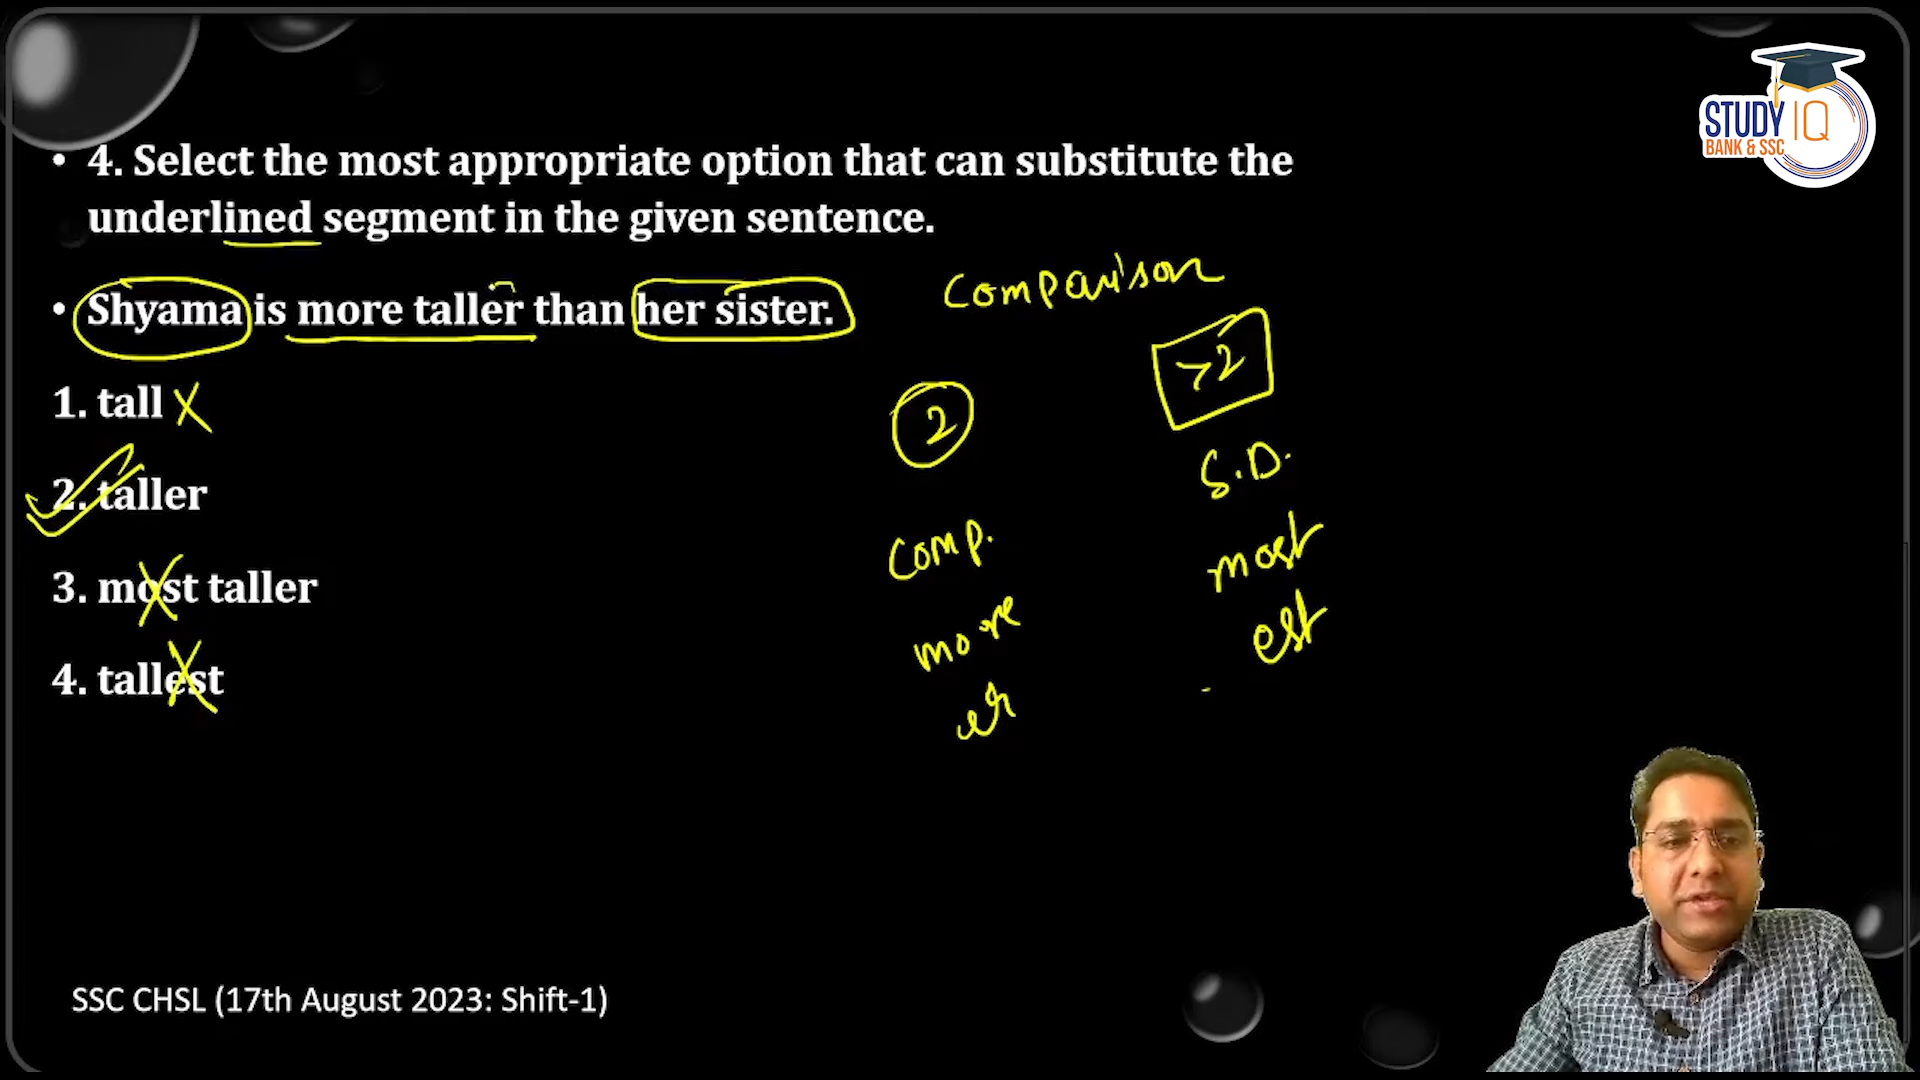 STUDY IQ
BANK & SSC
• 4. Select the most appropriate option that can substitute the
underlined segment in the given sentence.
• Shyama is more taller than her sister.
1. tall
2. taller
3. most taller
4. tallest
Comparison
2
>2
Comp.
S.D.
more
most
er
est
SSC CHSL (17th August 2023: Shift-1)